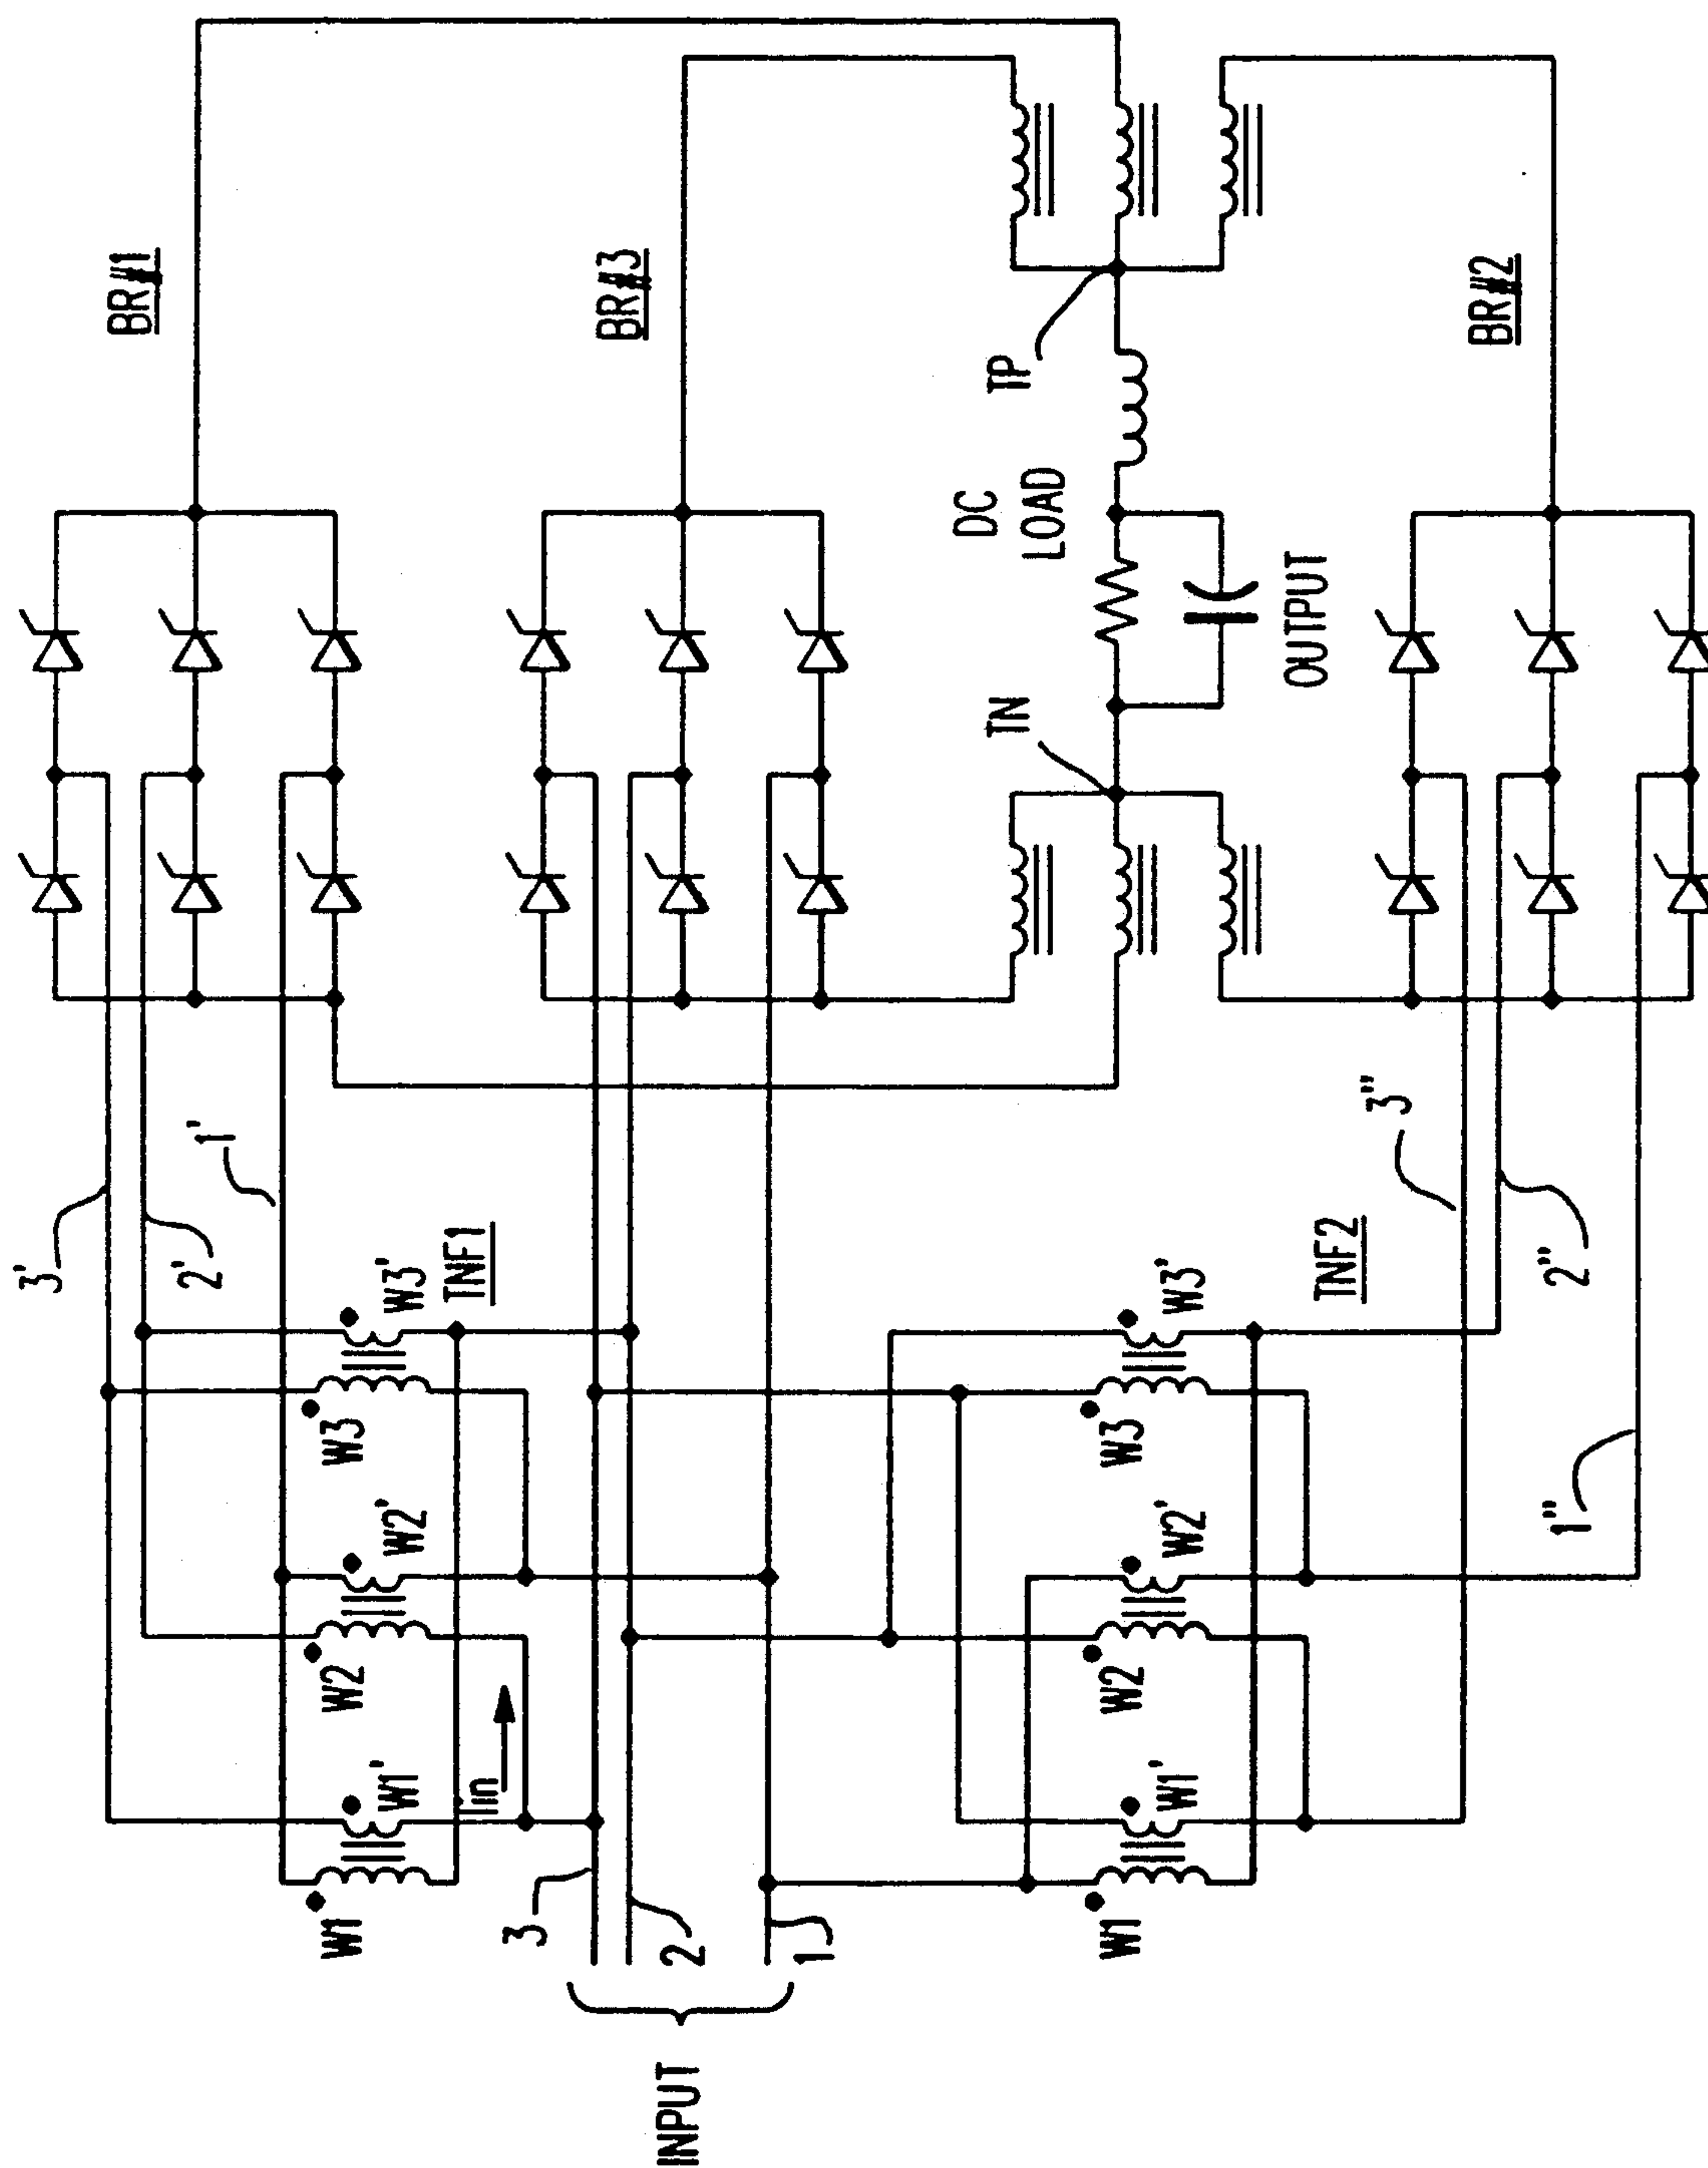 BR#1
BR#3
BR#2
TP
DC
LOAD
OUTPUT
TN
3'
2'
1'
3"
2"
1"
TNF1
W3'
W3
W2'
W2
W1'
W1
Iin
TNF2
W3'
W3
W2'
W2
W1'
W1
3
2
1
INPUT